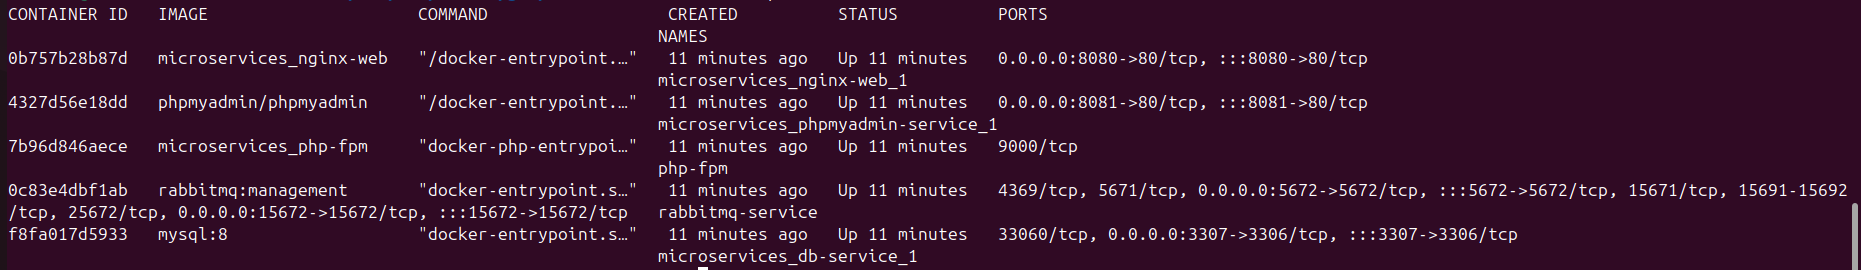 CONTAINER ID   IMAGE                     COMMAND                  CREATED          STATUS          PORTS
NAMES
0b757b28b87d   microservices_nginx-web   "/docker-entrypoint.…"   11 minutes ago   Up 11 minutes   0.0.0.0:8080->80/tcp, :::8080->80/tcp
microservices_nginx-web_1
4327d56e18dd   phpmyadmin/phpmyadmin     "/docker-entrypoint.…"   11 minutes ago   Up 11 minutes   0.0.0.0:8081->80/tcp, :::8081->80/tcp
microservices_phpmyadmin-service_1
7b96d846aece   microservices_php-fpm     "docker-php-entrypoi…"   11 minutes ago   Up 11 minutes   9000/tcp
php-fpm
0c83e4dbf1ab   rabbitmq:management       "docker-entrypoint.s…"   11 minutes ago   Up 11 minutes   4369/tcp, 5671/tcp, 0.0.0.0:5672->5672/tcp, :::5672->5672/tcp, 15671/tcp, 15691-15692
/tcp, 25672/tcp, 0.0.0.0:15672->15672/tcp, :::15672->15672/tcp   rabbitmq-service
f8fa017d5933   mysql:8                   "docker-entrypoint.s…"   11 minutes ago   Up 11 minutes   33060/tcp, 0.0.0.0:3307->3306/tcp, :::3307->3306/tcp
microservices_db-service_1